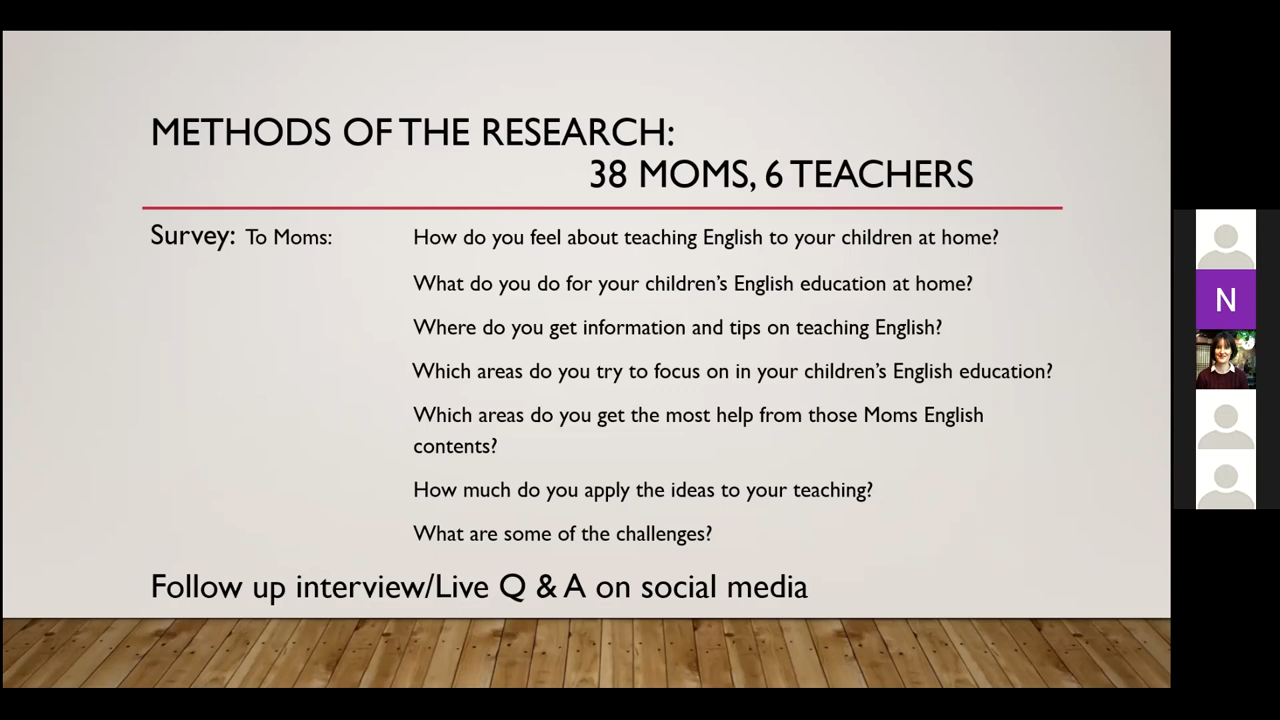 METHODS OF THE RESEARCH:
38 MOMS, 6 TEACHERS
Survey: To Moms: How do you feel about teaching English to your children at home?
What do you do for your children’s English education at home?
Where do you get information and tips on teaching English?
Which areas do you try to focus on in your children’s English education?
Which areas do you get the most help from those Moms English
contents?
How much do you apply the ideas to your teaching?
What are some of the challenges?
Follow up interview/Live Q & A on social media
N